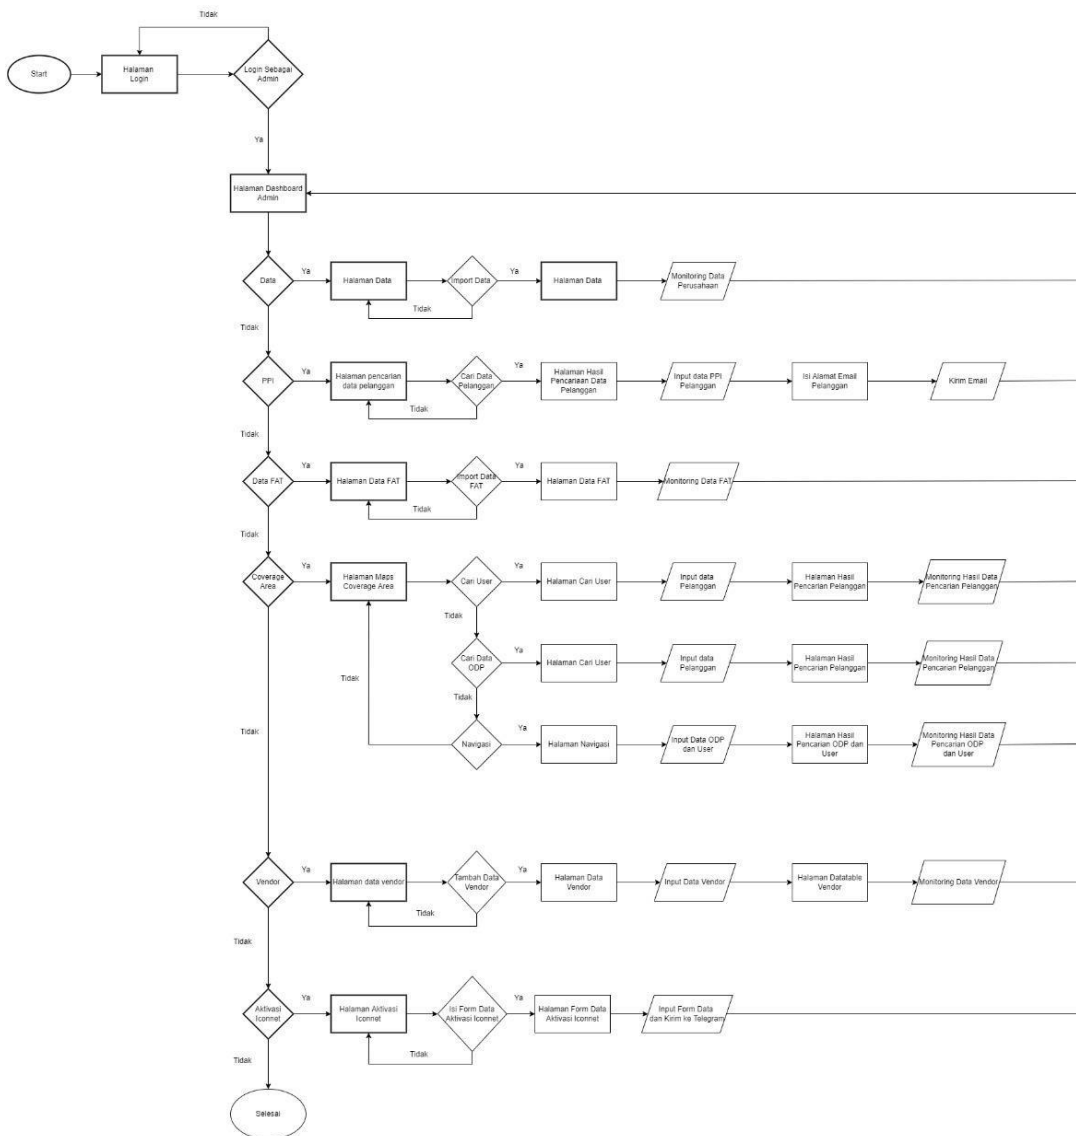 Tidak
Start
Halaman
Login
Login Sebagai
Admin
Ya
Halaman Dashboard
Admin
Data
Ya
Halaman Data
Import Data
Ya
Halaman Data
Monitoring Data
Perusahaan
Tidak
Tidak
PPI
Ya
Halaman pencarian
data pelanggan
Cari Data
Pelanggan
Ya
Halaman Hasil
Pencariaan Data
Pelanggan
Input data PPI
Pelanggan
Isi Alamat Email
Pelanggan
Kirim Email
Tidak
Tidak
Data FAT
Ya
Halaman Data FAT
Import Data
FAT
Ya
Halaman Data FAT
Monitoring Data FAT
Tidak
Tidak
Coverage
Area
Ya
Halaman Maps
Coverage Area
Cari User
Ya
Halaman Cari User
Input data
Pelanggan
Halaman Hasil
Pencarian Pelanggan
Monitoring Hasil Data
Pencarian Pelanggan
Tidak
Cari Data
ODP
Ya
Halaman Cari User
Input data
Pelanggan
Halaman Hasil
Pencarian Pelanggan
Monitoring Hasil Data
Pencarian Pelanggan
Tidak
Tidak
Tidak
Navigasi
Ya
Halaman Navigasi
Input Data ODP
dan User
Halaman Hasil
Pencarian ODP dan
User
Monitoring Hasil Data
Pencarian ODP
dan User
Vendor
Ya
Halaman data vendor
Tambah Data
Vendor
Ya
Halaman Data
Vendor
Input Data Vendor
Halaman Datatable
Vendor
Monitoring Data Vendor
Tidak
Tidak
Aktivasi
Iconnet
Ya
Halaman Aktivasi
Iconnet
Isi Form Data
Aktivasi Iconnet
Ya
Halaman Form Data
Aktivasi Iconnet
Input Form Data
dan Kirim ke Telegram
Tidak
Tidak
Selesai